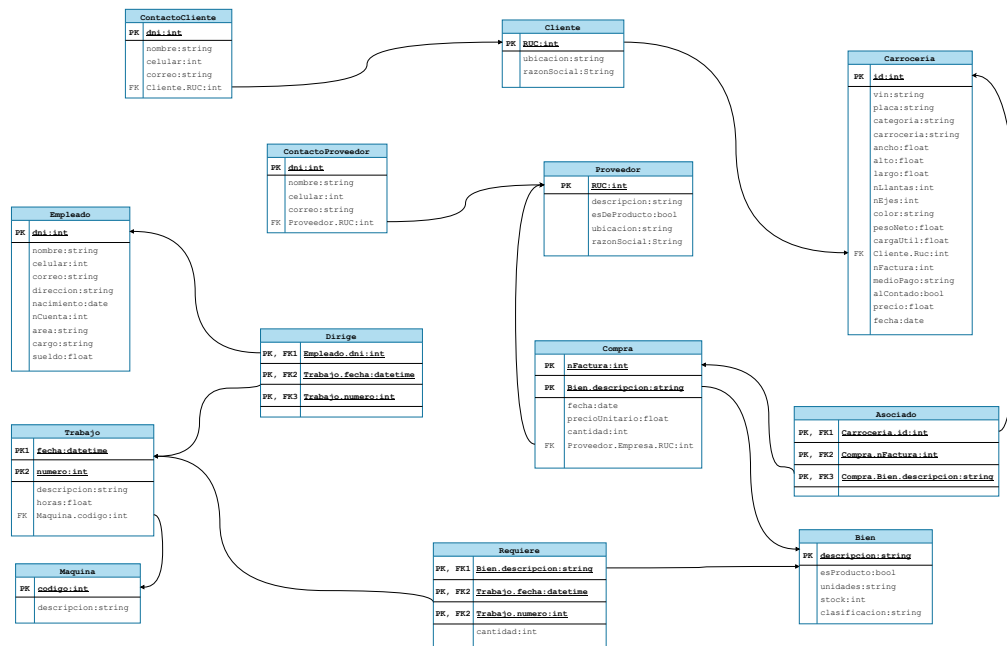 ContactoCliente
PK dni:int
nombre:string
celular:int
correo:string
FK Cliente.RUC:int
Cliente
PK RUC:int
ubicacion:string
razonSocial:String
Carroceria
PK id:int
vin:string
placa:string
categoria:string
carroceria:string
ancho:float
alto:float
largo:float
nLlantas:int
nEjes:int
color:string
pesoNeto:float
cargaUtil:float
FK Cliente.Ruc:int
nFactura:int
medioPago:string
alContado:bool
precio:float
fecha:date
ContactoProveedor
PK dni:int
nombre:string
celular:int
correo:string
FK Proveedor.RUC:int
Proveedor
PK RUC:int
descripcion:string
esDeProducto:bool
ubicacion:string
razonSocial:String
Empleado
PK dni:int
nombre:string
celular:int
correo:string
direccion:string
nacimiento:date
nCuenta:int
area:string
cargo:string
sueldo:float
Dirige
PK, FK1 Empleado.dni:int
PK, FK2 Trabajo.fecha:datetime
PK, FK3 Trabajo.numero:int
Compra
PK nFactura:int
PK Bien.descripcion:string
fecha:date
precioUnitario:float
cantidad:int
FK Proveedor.Empresa.RUC:int
Asociado
PK, FK1 Carroceria.id:int
PK, FK2 Compra.nFactura:int
PK, FK3 Compra.Bien.descripcion:string
Trabajo
PK1 fecha:datetime
PK2 numero:int
descripcion:string
horas:float
FK Maquina.codigo:int
Maquina
PK codigo:int
descripcion:string
Requiere
PK, FK1 Bien.descripcion:string
PK, FK2 Trabajo.fecha:datetime
PK, FK2 Trabajo.numero:int
cantidad:int
Bien
PK descripcion:string
esProducto:bool
unidades:string
stock:int
clasificacion:string